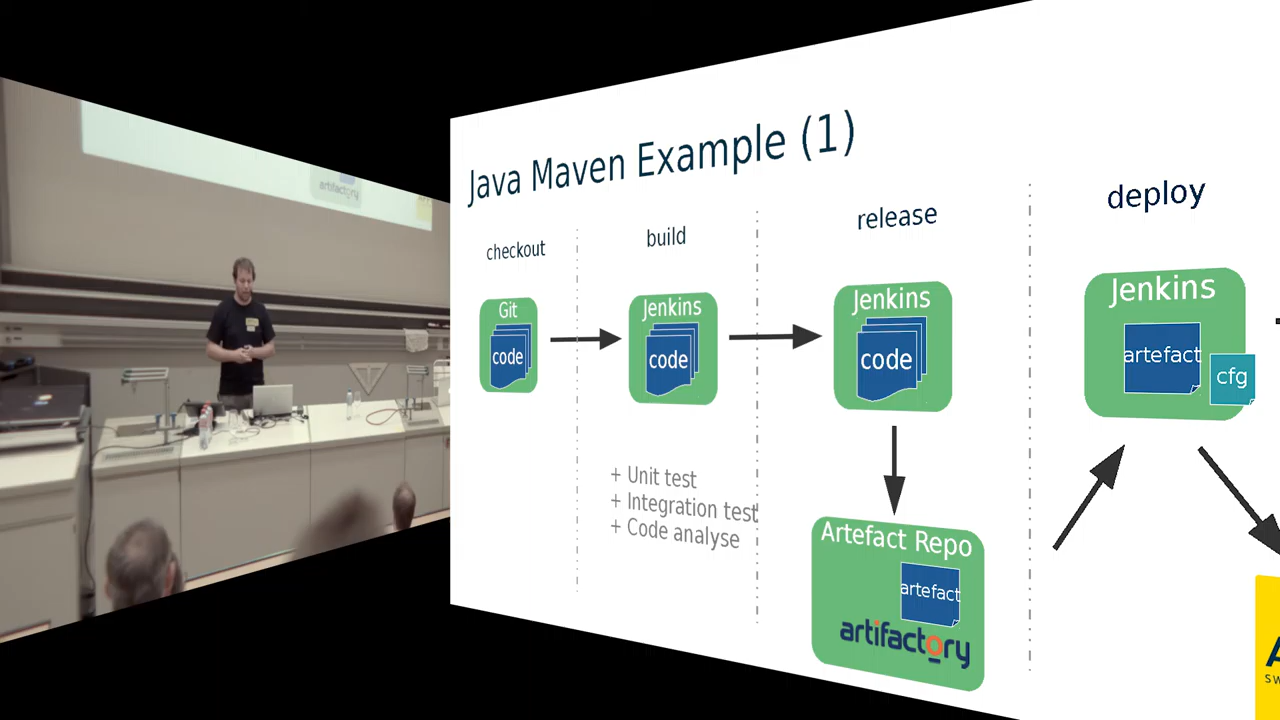 Java Maven Example (1)
checkout
build
release
deploy
Git
code
Jenkins
code
Jenkins
code
Jenkins
artefact
cfg
+ Unit test
+ Integration test
+ Code analyse
Artefact Repo
artefact
artifactory
artifactory